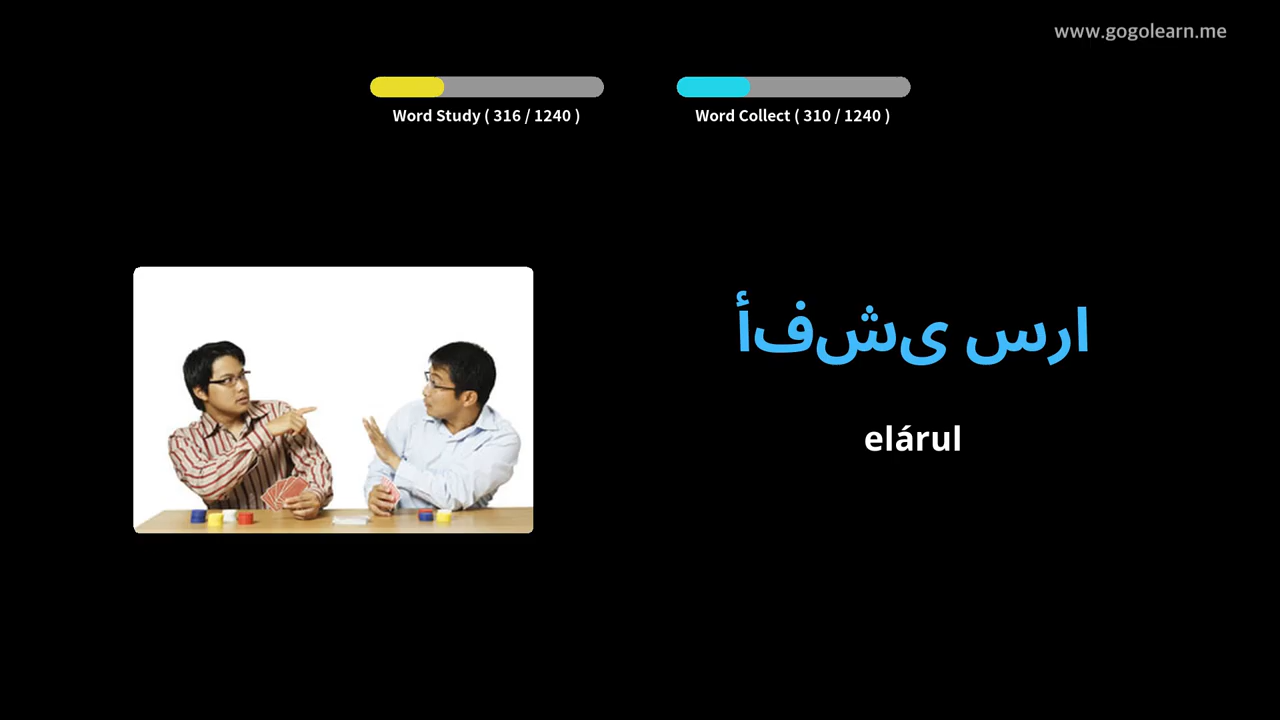 www.gogolearn.me
Word Study ( 316 / 1240 )
Word Collect ( 310 / 1240 )
ارس ىشفأ
elárul